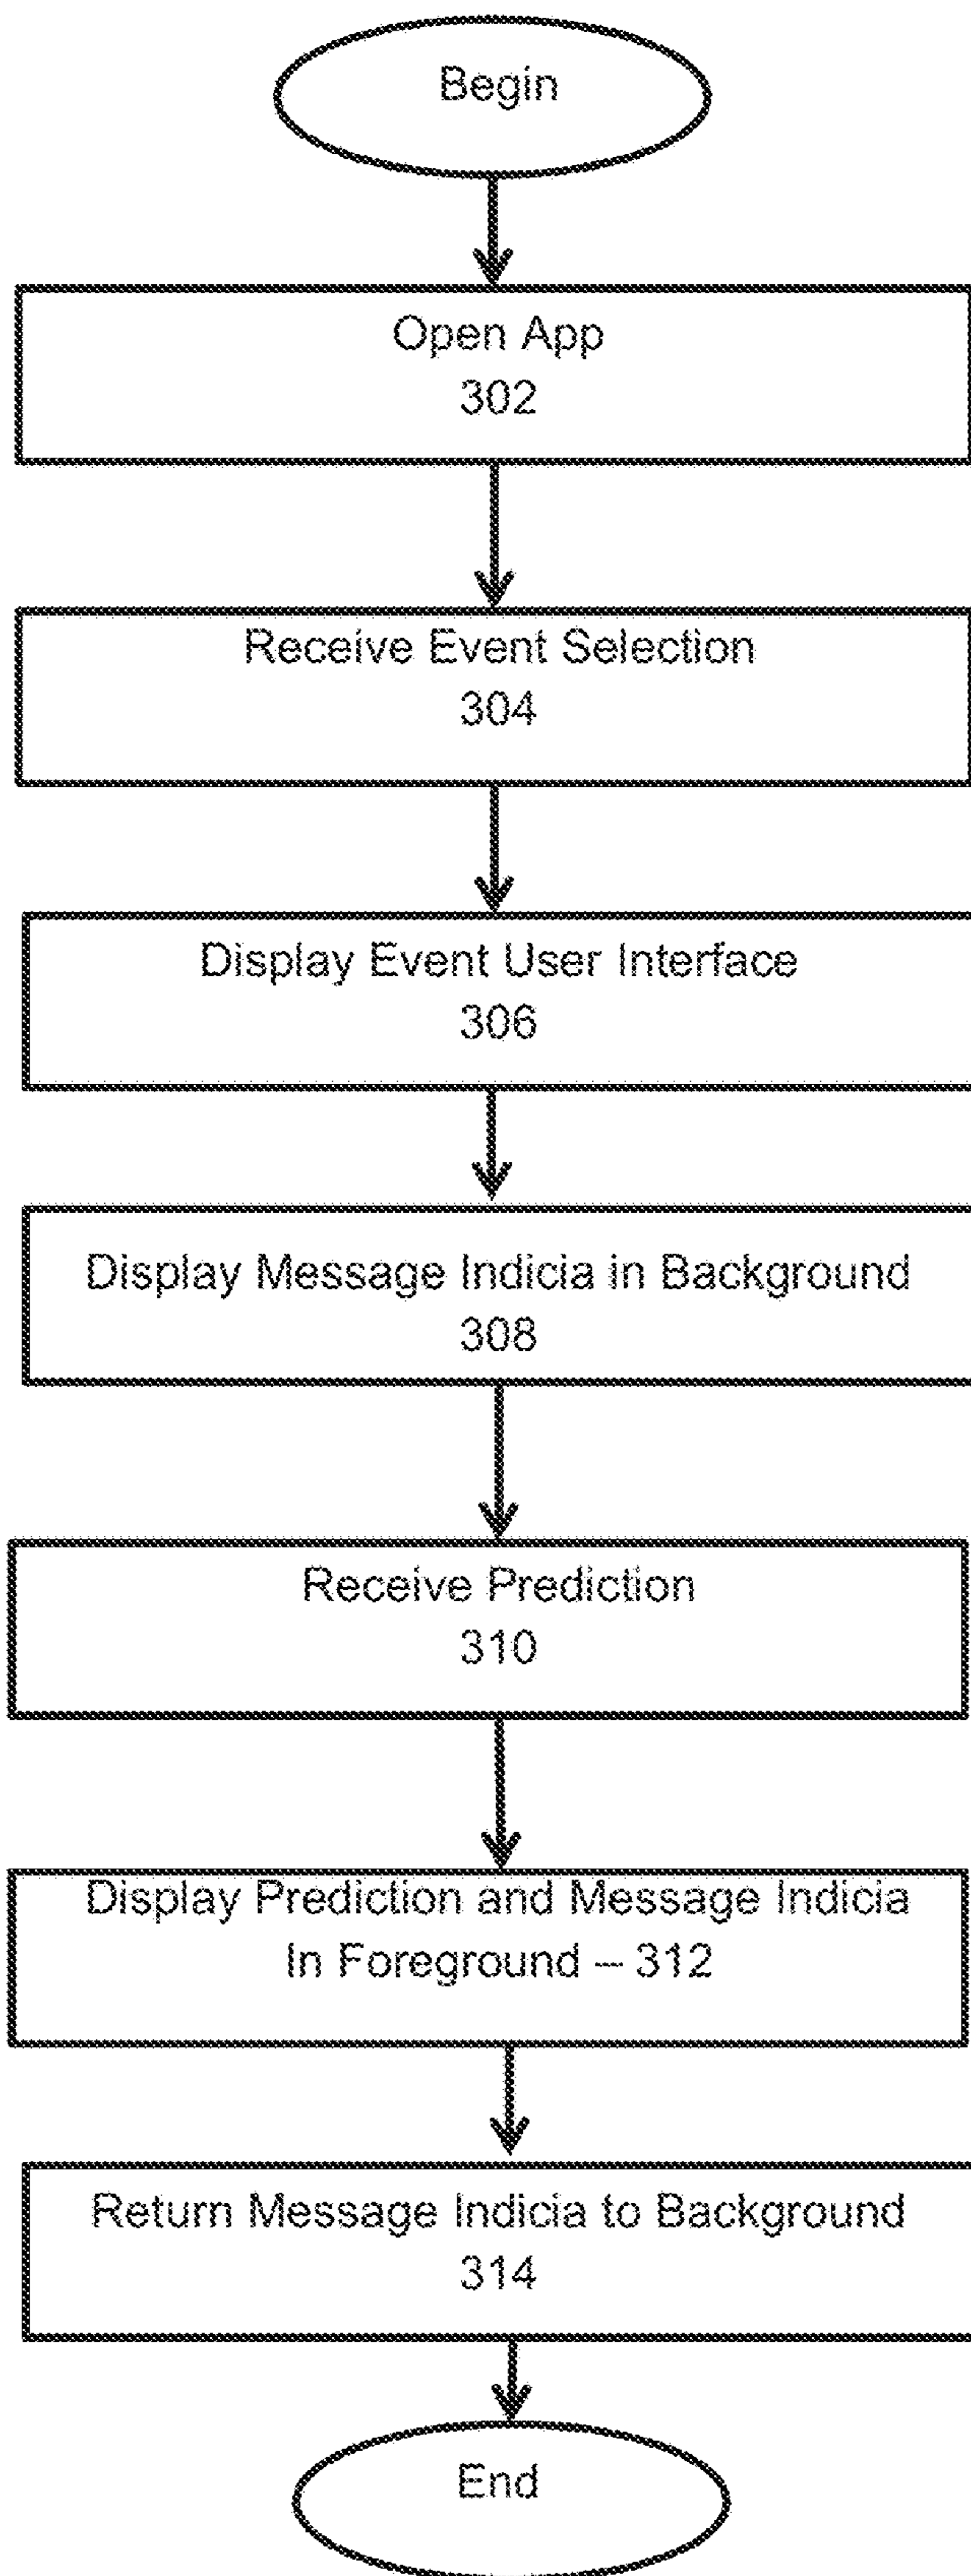 Begin
Open App
302
Receive Event Selection
304
Display Event User Interface
306
Display Message Indicia in Background
308
Receive Prediction
310
Display Prediction and Message Indicia
In Foreground – 312
Return Message Indicia to Background
314
End